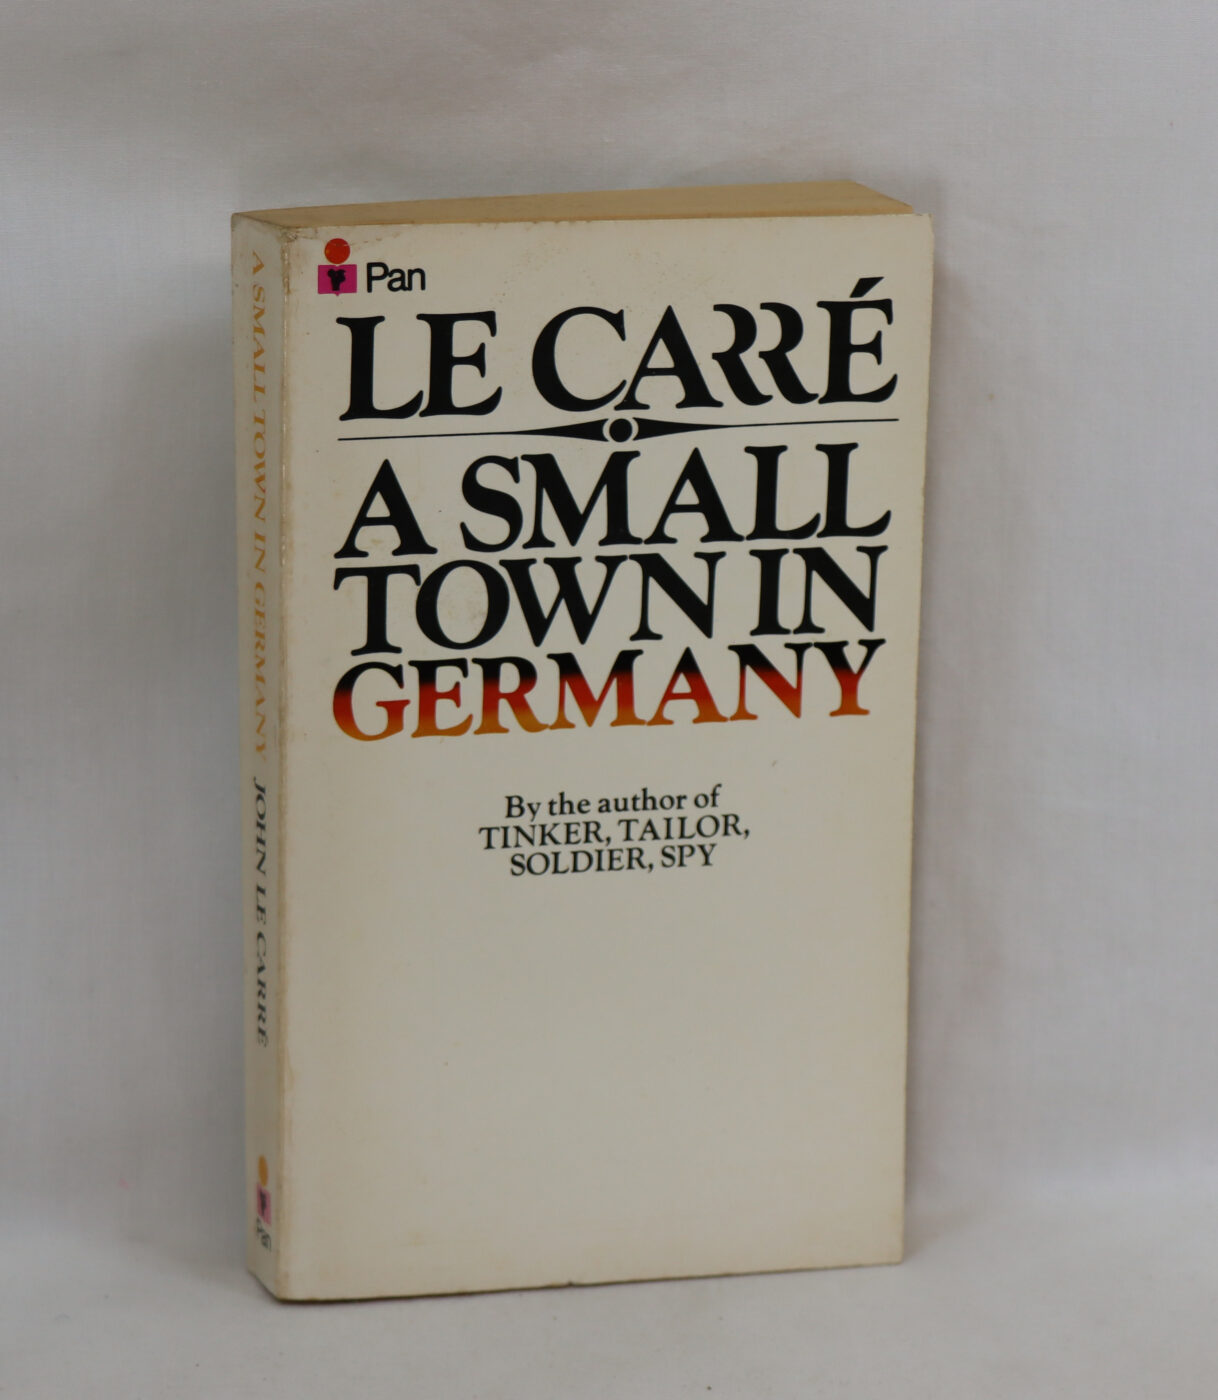 Pan
LE CARRÉ
A SMALL
TOWN IN
GERMANY
By the author of
TINKER, TAILOR,
SOLDIER, SPY
A SMALL TOWN IN GERMANY JOHN LE CARRÉ
Pan